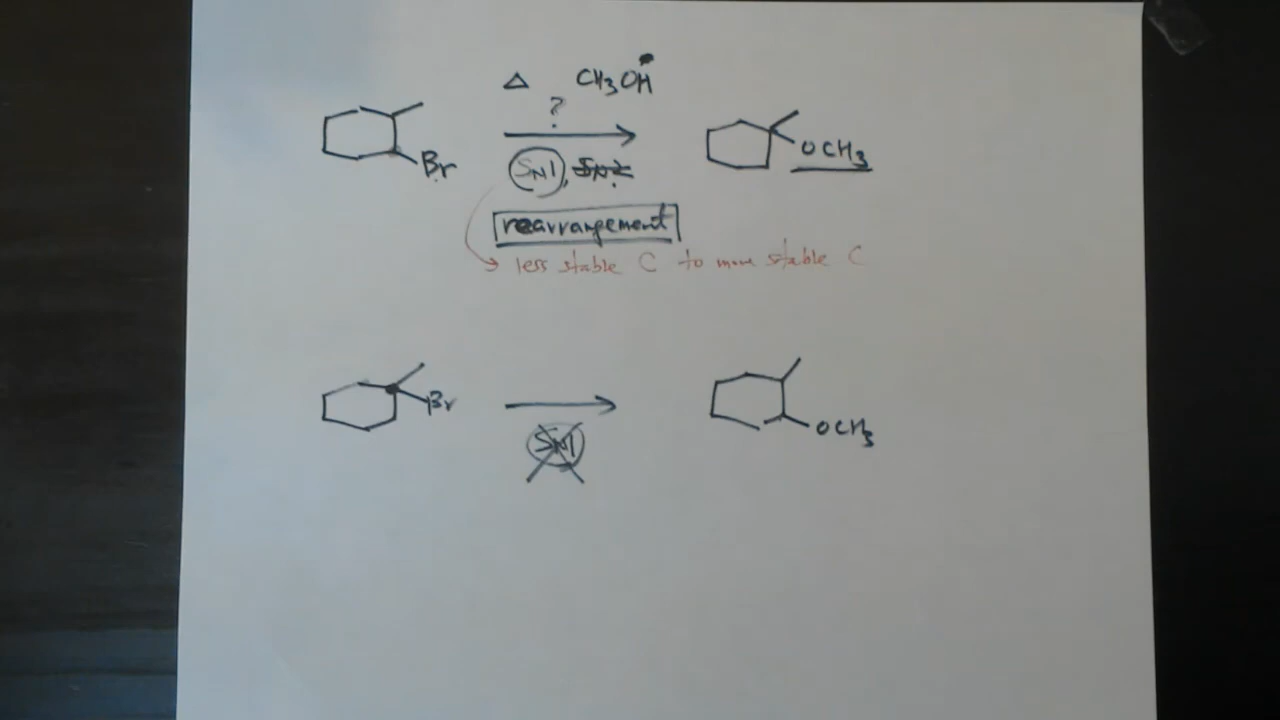 Δ CH3OH
?
Br
OCH3
SN1, SN2
rearrangement
less stable C to more stable C
Br
SN1
OCH3